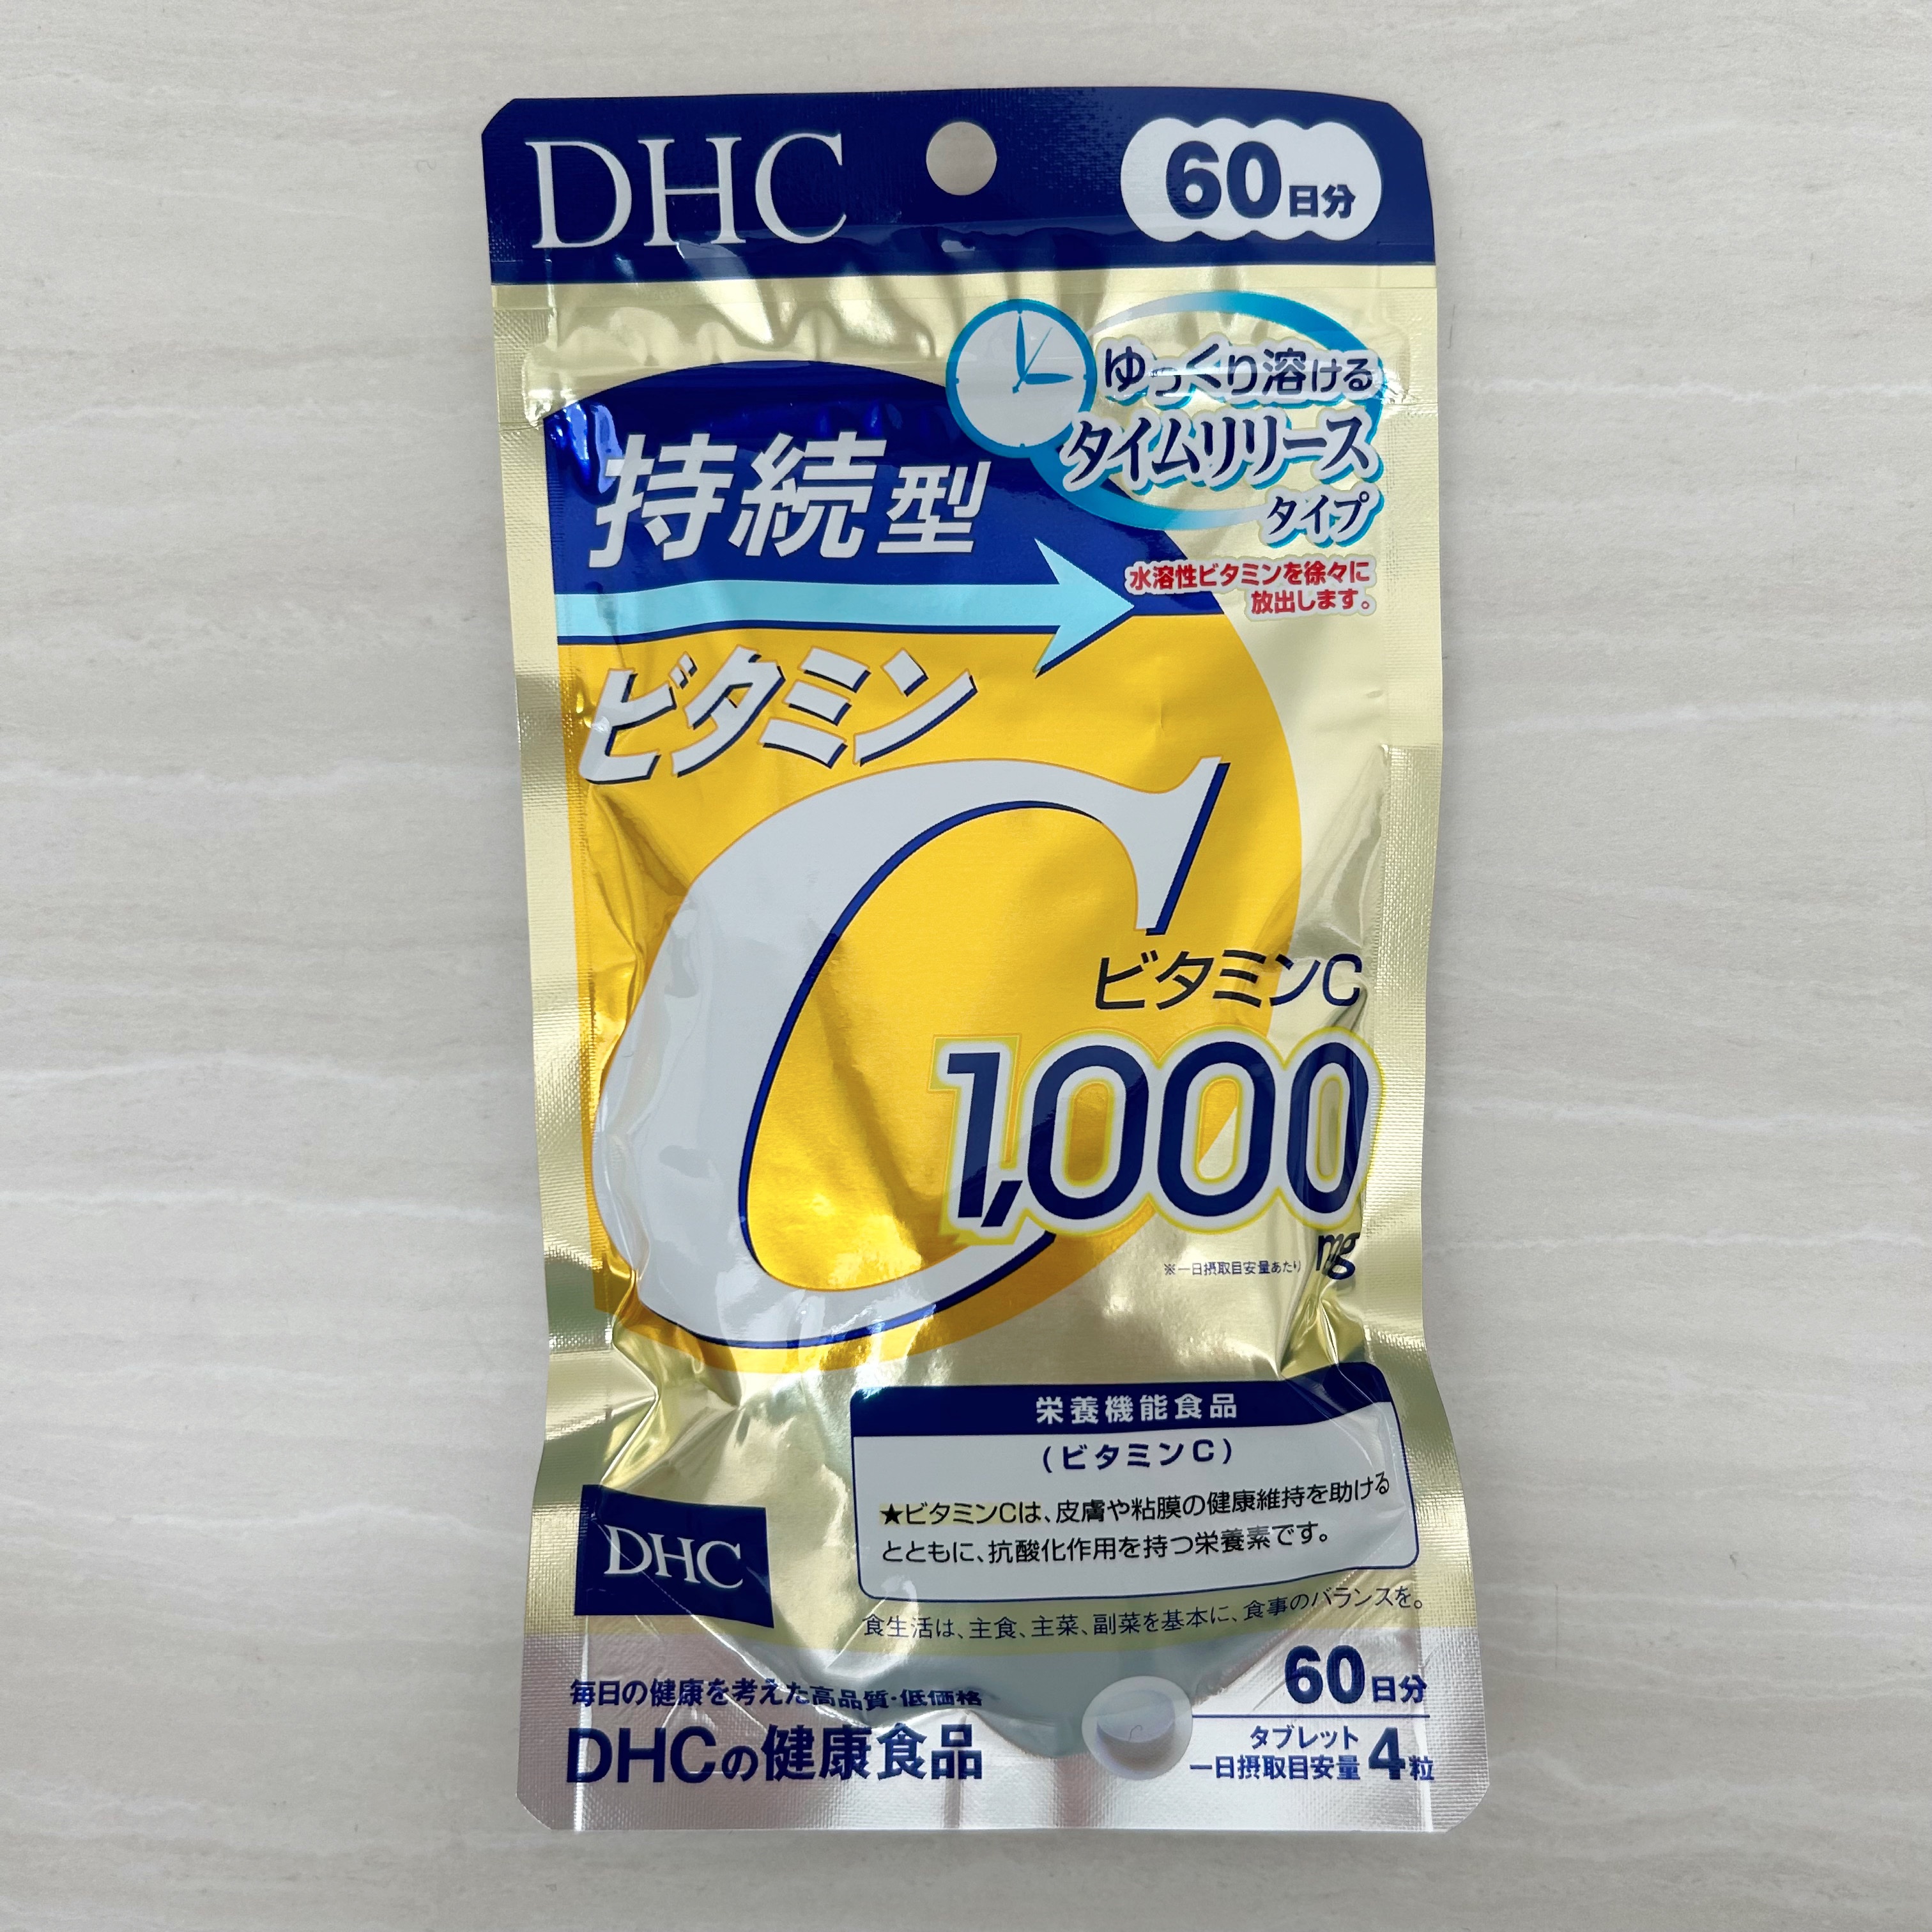 DHC
60日分
ゆっくり溶ける
タイムリリース
タイプ
水溶性ビタミンを徐々に
放出します。
持続型
ビタミン
C
ビタミンC
1,000
mg
※一日摂取目安量あたり
栄養機能食品
(ビタミンC)
★ビタミンCは、皮膚や粘膜の健康維持を助ける
とともに、抗酸化作用を持つ栄養素です。
DHC
食生活は、主食、主菜、副菜を基本に、食事のバランスを。
毎日の健康を考えた高品質・低価格
DHCの健康食品
60日分
タブレット
一日摂取目安量4粒